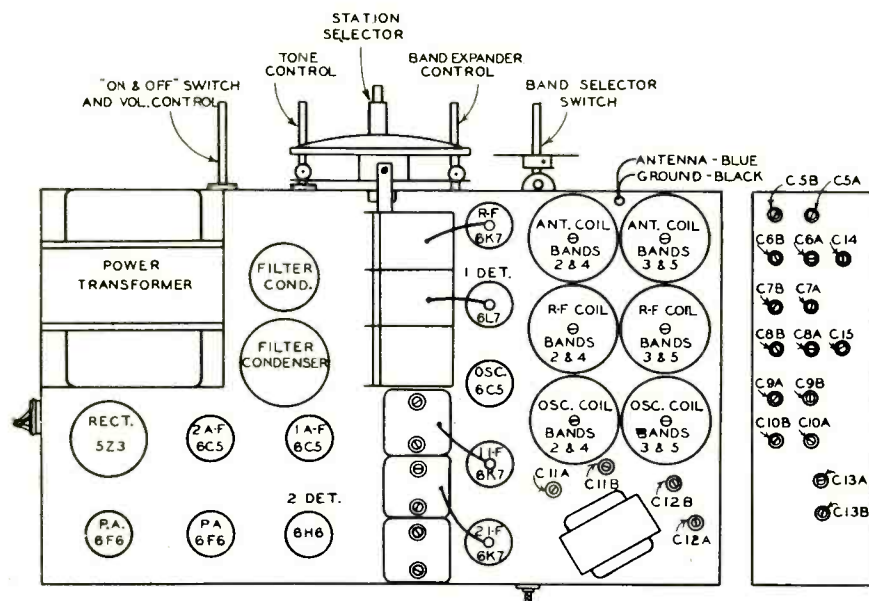 STATION
SELECTOR
TONE
CONTROL
BAND EXPANDER
CONTROL
"ON & OFF" SWITCH
AND VOL. CONTROL
BAND SELECTOR
SWITCH
ANTENNA - BLUE
GROUND - BLACK
POWER
TRANSFORMER
FILTER
COND.
FILTER
CONDENSER
R-F
6K7
1 DET.
6L7
OSC.
6C5
ANT. COIL
BANDS
2 & 4
ANT. COIL
BANDS
3 & 5
R-F COIL
BANDS
2 & 4
R-F COIL
BANDS
3 & 5
OSC. COIL
BANDS
2 & 4
OSC. COIL
BANDS
3 & 5
RECT.
5Z3
2 A-F
6C5
1 A-F
6C5
1 I-F
6K7
P.A.
6F6
P.A
6F6
2 DET.
6H6
2 I-F
6K7
C11A
C11B
C12B
C12A
C5B C5A
C6B C6A C14
C7B C7A
C8B C8A C15
C9A C9B
C10B C10A
C13A
C13B